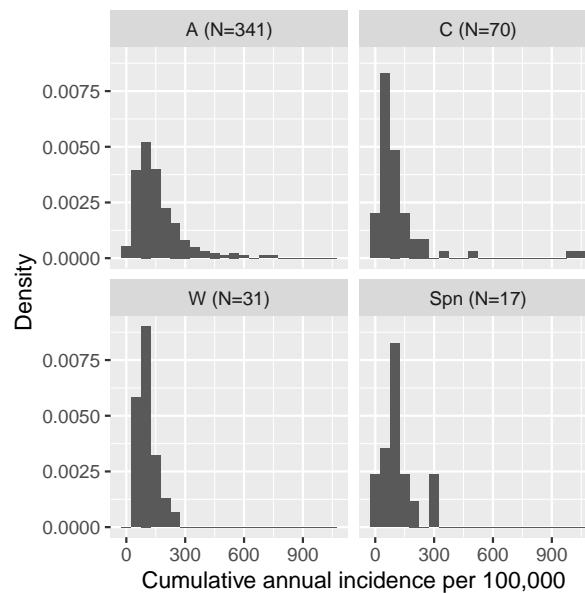 A (N=341) C (N=70)
0.0075
0.0050
0.0025
0.0000
W (N=31) Spn (N=17)
0.0075
0.0050
0.0025
0.0000
0 300 600 900 0 300 600 900
Cumulative annual incidence per 100,000
Density